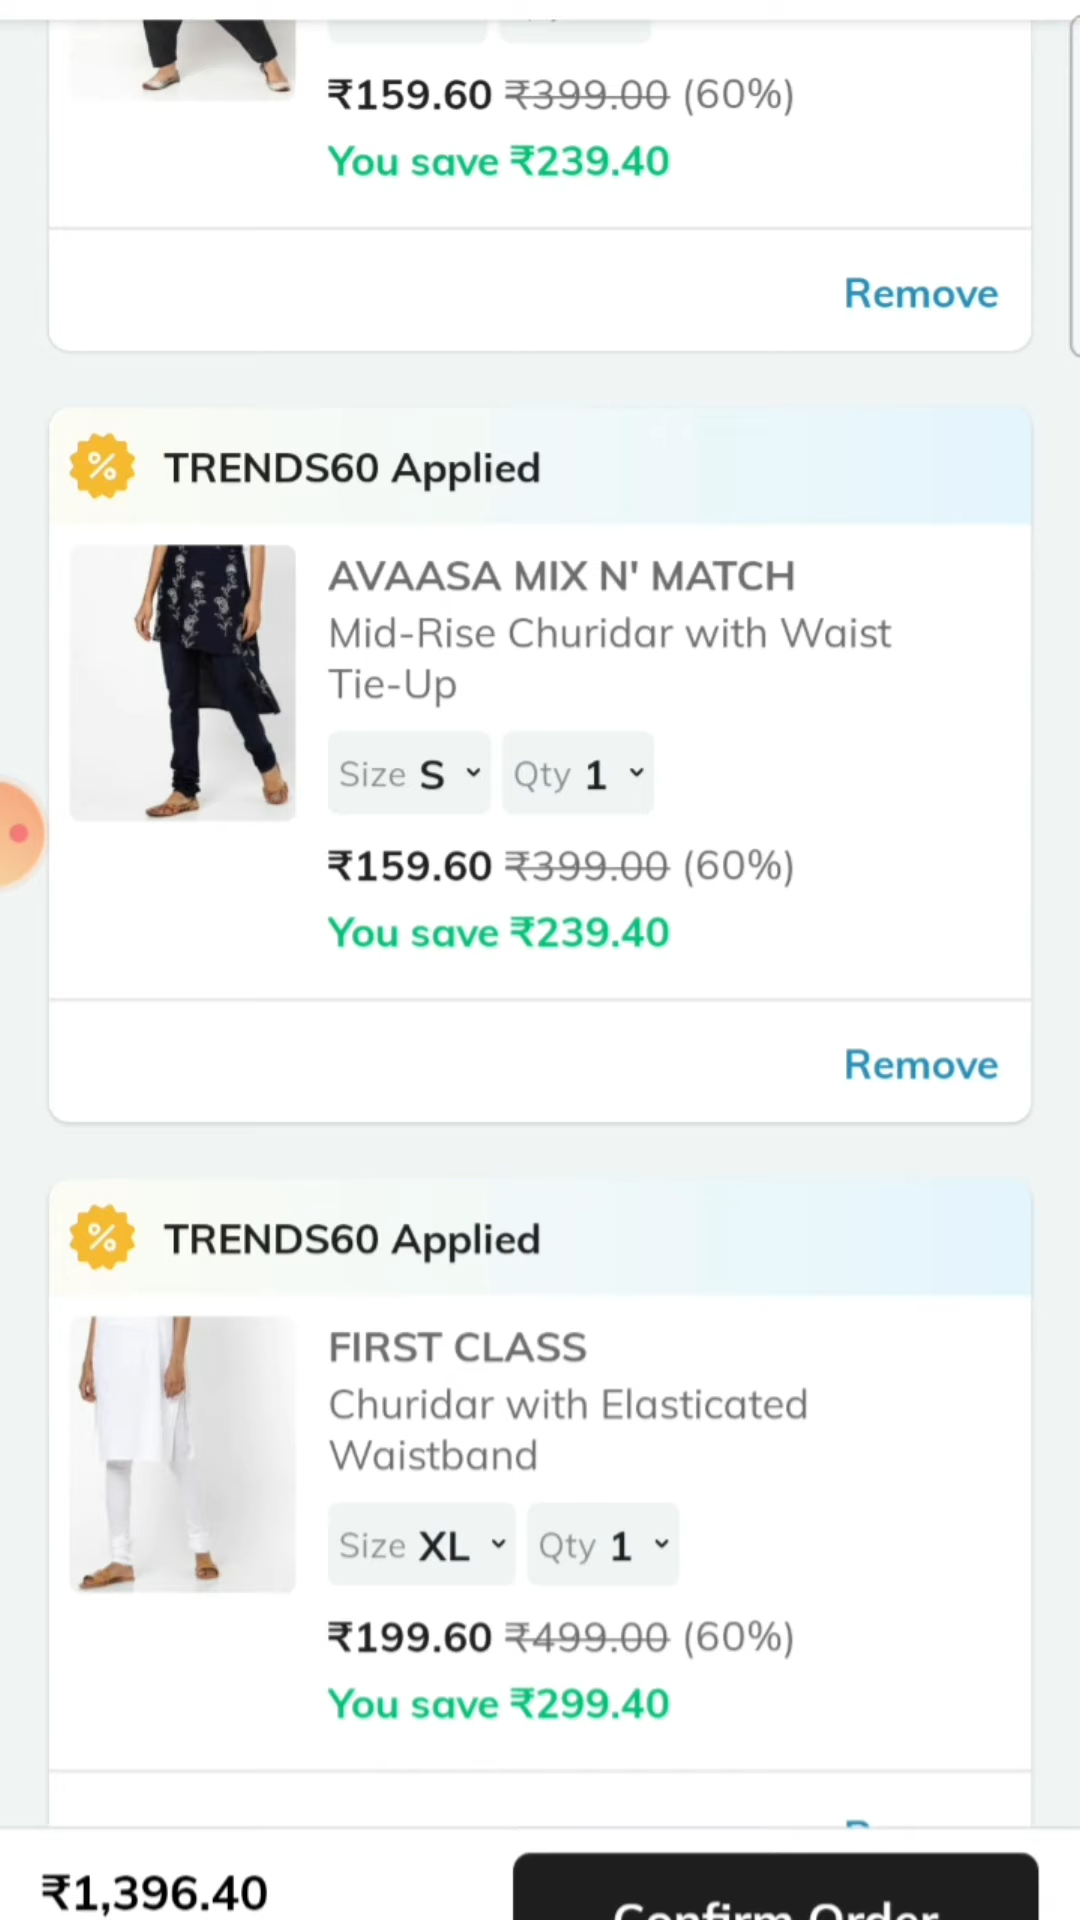 ₹159.60 ₹399.00 (60%)
You save ₹239.40
Remove
% TRENDS60 Applied
AVAASA MIX N' MATCH
Mid-Rise Churidar with Waist
Tie-Up
Size S Qty 1
₹159.60 ₹399.00 (60%)
You save ₹239.40
Remove
% TRENDS60 Applied
FIRST CLASS
Churidar with Elasticated
Waistband
Size XL Qty 1
₹199.60 ₹499.00 (60%)
You save ₹299.40
₹1,396.40 Confirm Order